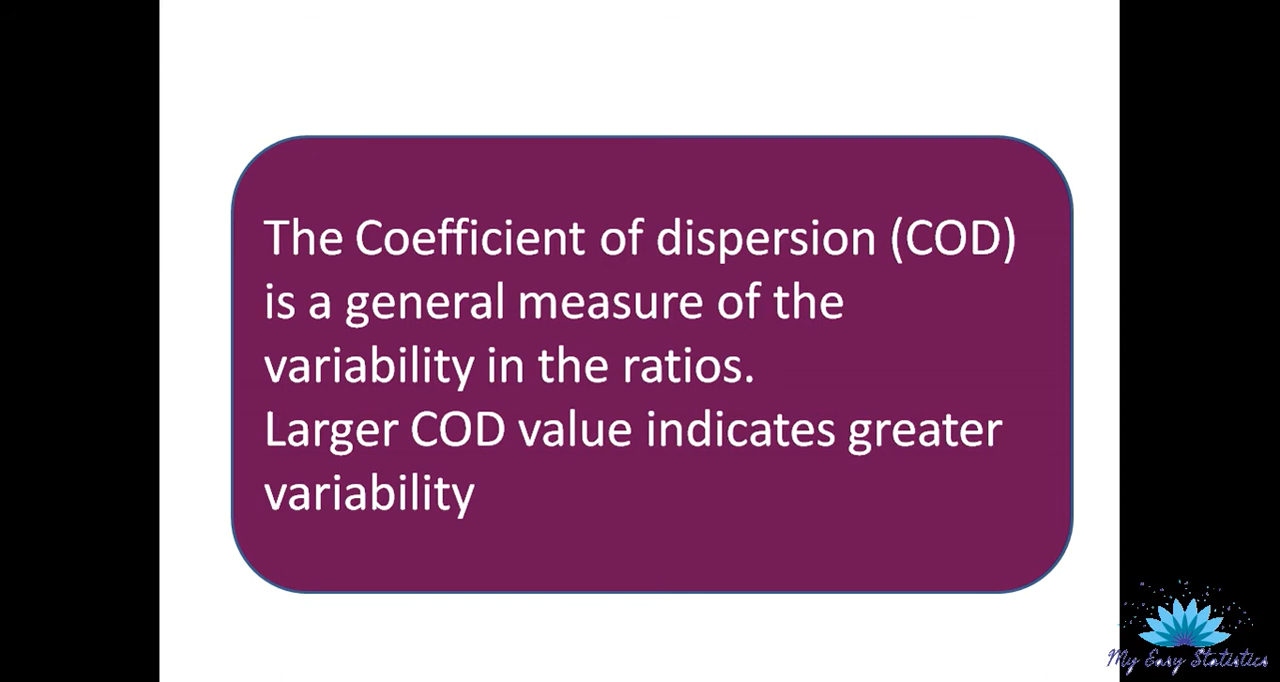 The Coefficient of dispersion (COD)
is a general measure of the
variability in the ratios.
Larger COD value indicates greater
variability
My Easy Statistics